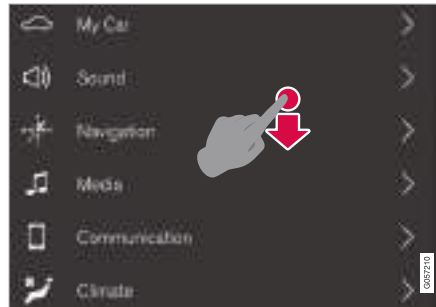 My Car
Sound
Navigation
Media
Communication
Climate
G057210